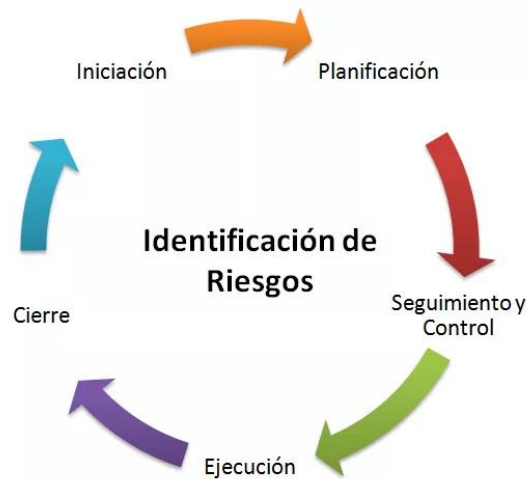 Iniciación
Planificación
Identificación de
Riesgos
Seguimiento y
Control
Cierre
Ejecución